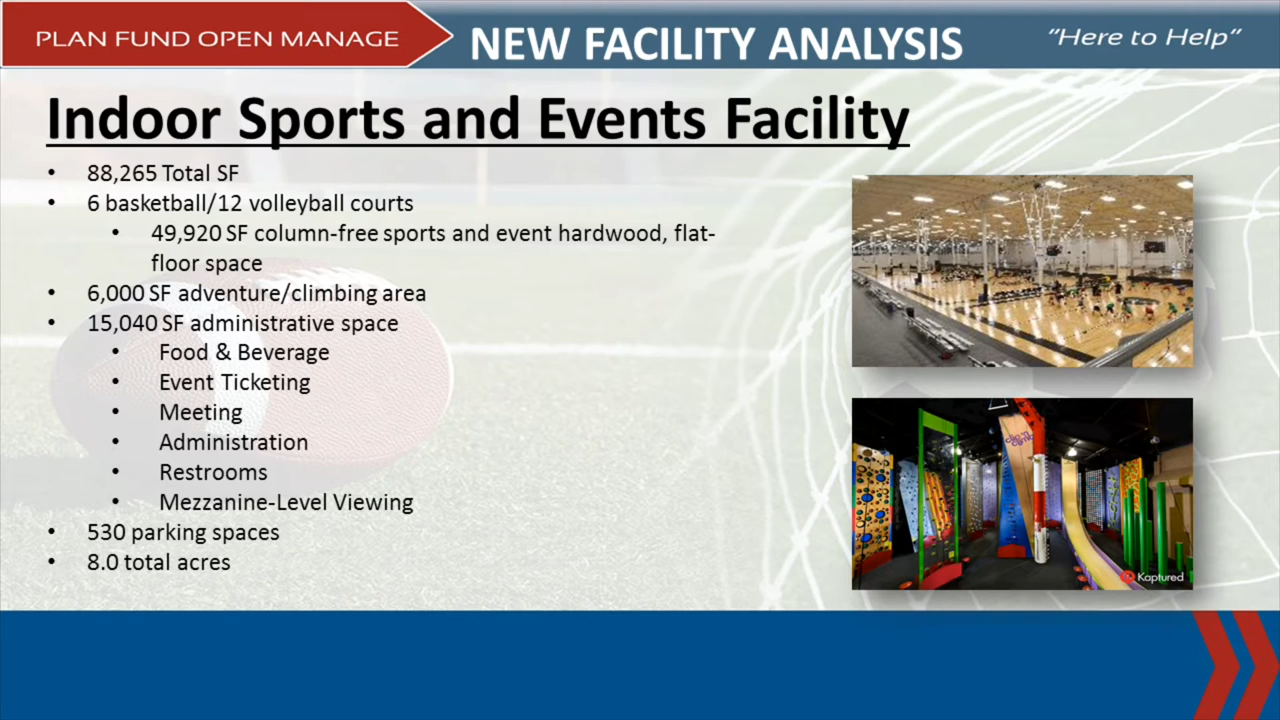 PLAN FUND OPEN MANAGE
NEW FACILITY ANALYSIS
"Here to Help"
Indoor Sports and Events Facility
• 88,265 Total SF
• 6 basketball/12 volleyball courts
• 49,920 SF column-free sports and event hardwood, flat-
floor space
• 6,000 SF adventure/climbing area
• 15,040 SF administrative space
• Food & Beverage
• Event Ticketing
• Meeting
• Administration
• Restrooms
• Mezzanine-Level Viewing
• 530 parking spaces
• 8.0 total acres
Kaptured